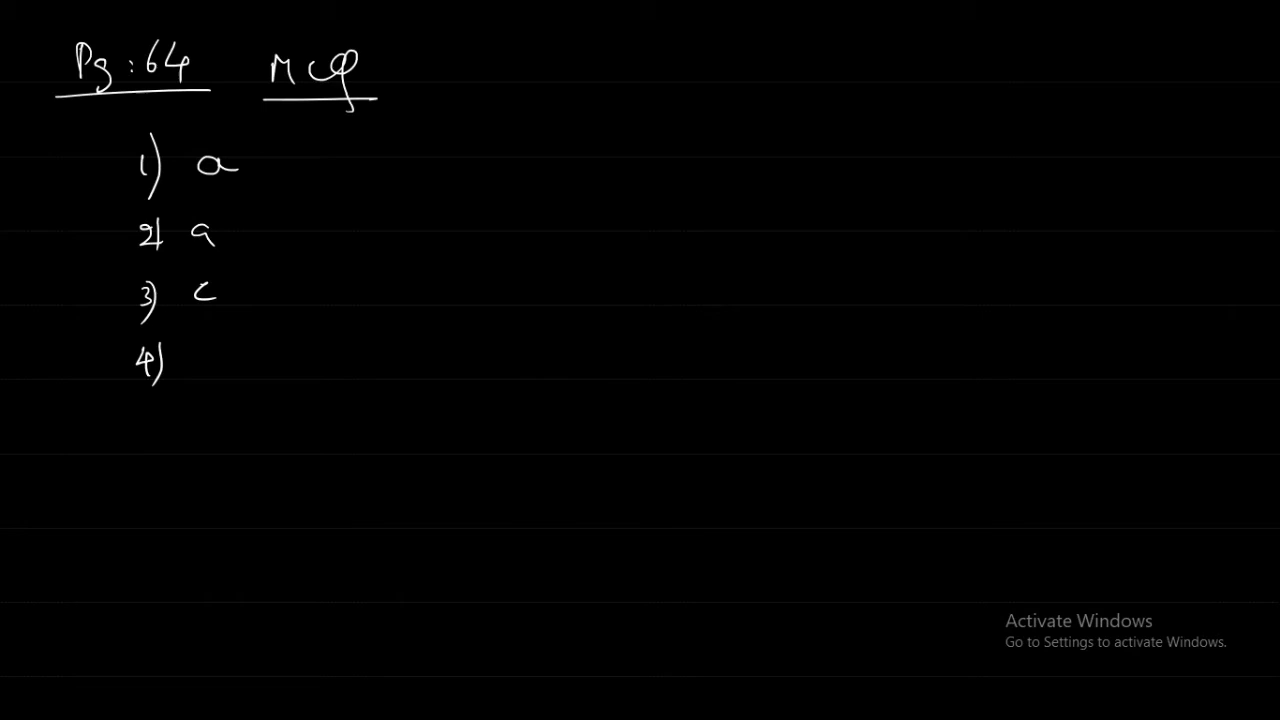 Pg : 64 MCQ
1) a
2) a
3) c
4)
Activate Windows
Go to Settings to activate Windows.